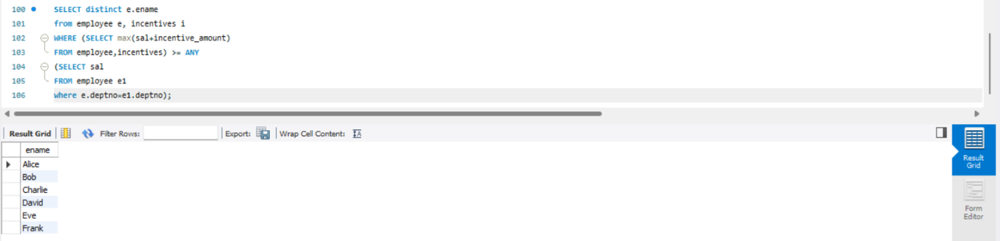 100 SELECT distinct e.ename
101 from employee e, incentives i
102 WHERE (SELECT max(sal+incentive_amount)
103 FROM employee,incentives) >= ANY
104 (SELECT sal
105 FROM employee e1
106 where e.deptno=e1.deptno);
Result Grid Filter Rows: Export: Wrap Cell Content:
ename
Alice
Bob
Charlie
David
Eve
Frank
Result
Grid
Form
Editor